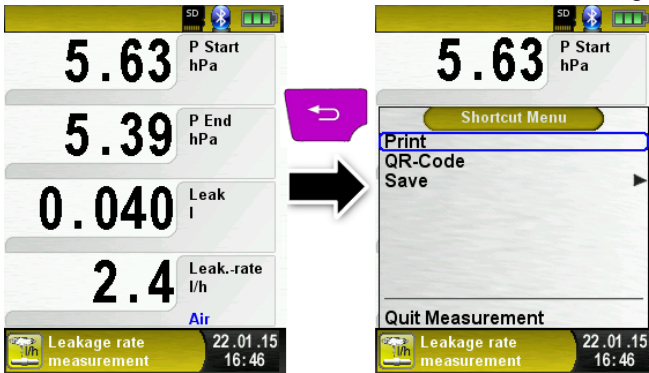 SD
5.63
P Start
hPa
5.39
P End
hPa
0.040
Leak
l
2.4
Leak.-rate
l/h
Air
l/h
Leakage rate
measurement
22.01.15
16:46
SD
5.63
P Start
hPa
Shortcut Menu
Print
QR-Code
Save
Quit Measurement
l/h
Leakage rate
measurement
22.01.15
16:46